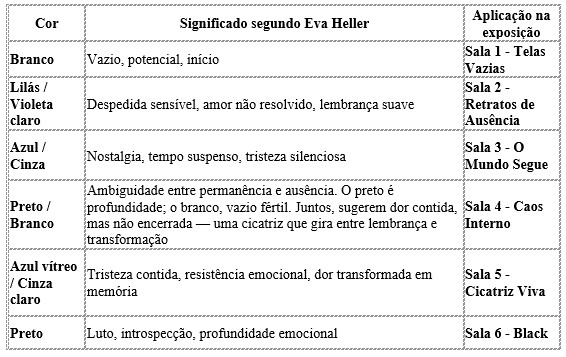 Cor
Significado segundo Eva Heller
Aplicação na
exposição
Branco
Vazio, potencial, início
Sala 1 - Telas
Vazias
Lilás /
Violeta
claro
Despedida sensível, amor não resolvido, lembrança suave
Sala 2 -
Retratos de
Ausência
Azul /
Cinza
Nostalgia, tempo suspenso, tristeza silenciosa
Sala 3 - O
Mundo Segue
Preto /
Branco
Ambiguidade entre permanência e ausência. O preto é
profundidade; o branco, vazio fértil. Juntos, sugerem dor contida,
mas não encerrada — uma cicatriz que gira entre lembrança e
transformação
Sala 4 - Caos
Interno
Azul vítreo
/ Cinza
claro
Tristeza contida, resistência emocional, dor transformada em
memória
Sala 5 -
Cicatriz Viva
Preto
Luto, introspecção, profundidade emocional
Sala 6 - Black